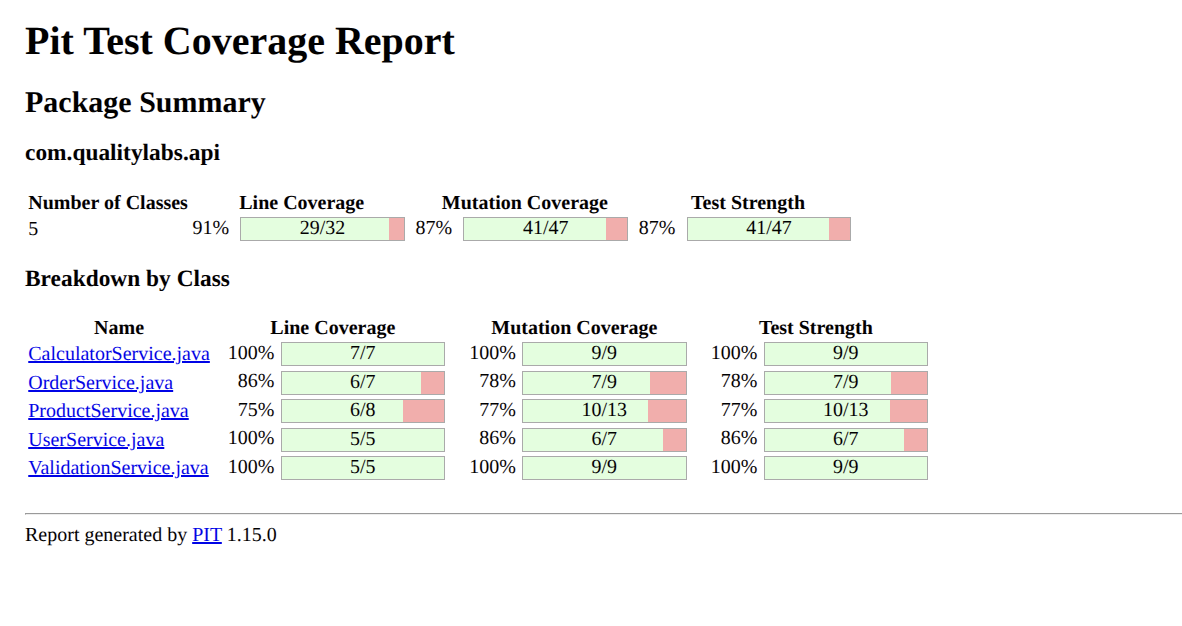 Pit Test Coverage Report
Package Summary
com.qualitylabs.api
Number of Classes Line Coverage Mutation Coverage Test Strength
5 91% 29/32 87% 41/47 87% 41/47
Breakdown by Class
Name Line Coverage Mutation Coverage Test Strength
CalculatorService.java 100% 7/7 100% 9/9 100% 9/9
OrderService.java 86% 6/7 78% 7/9 78% 7/9
ProductService.java 75% 6/8 77% 10/13 77% 10/13
UserService.java 100% 5/5 86% 6/7 86% 6/7
ValidationService.java 100% 5/5 100% 9/9 100% 9/9
Report generated by PIT 1.15.0